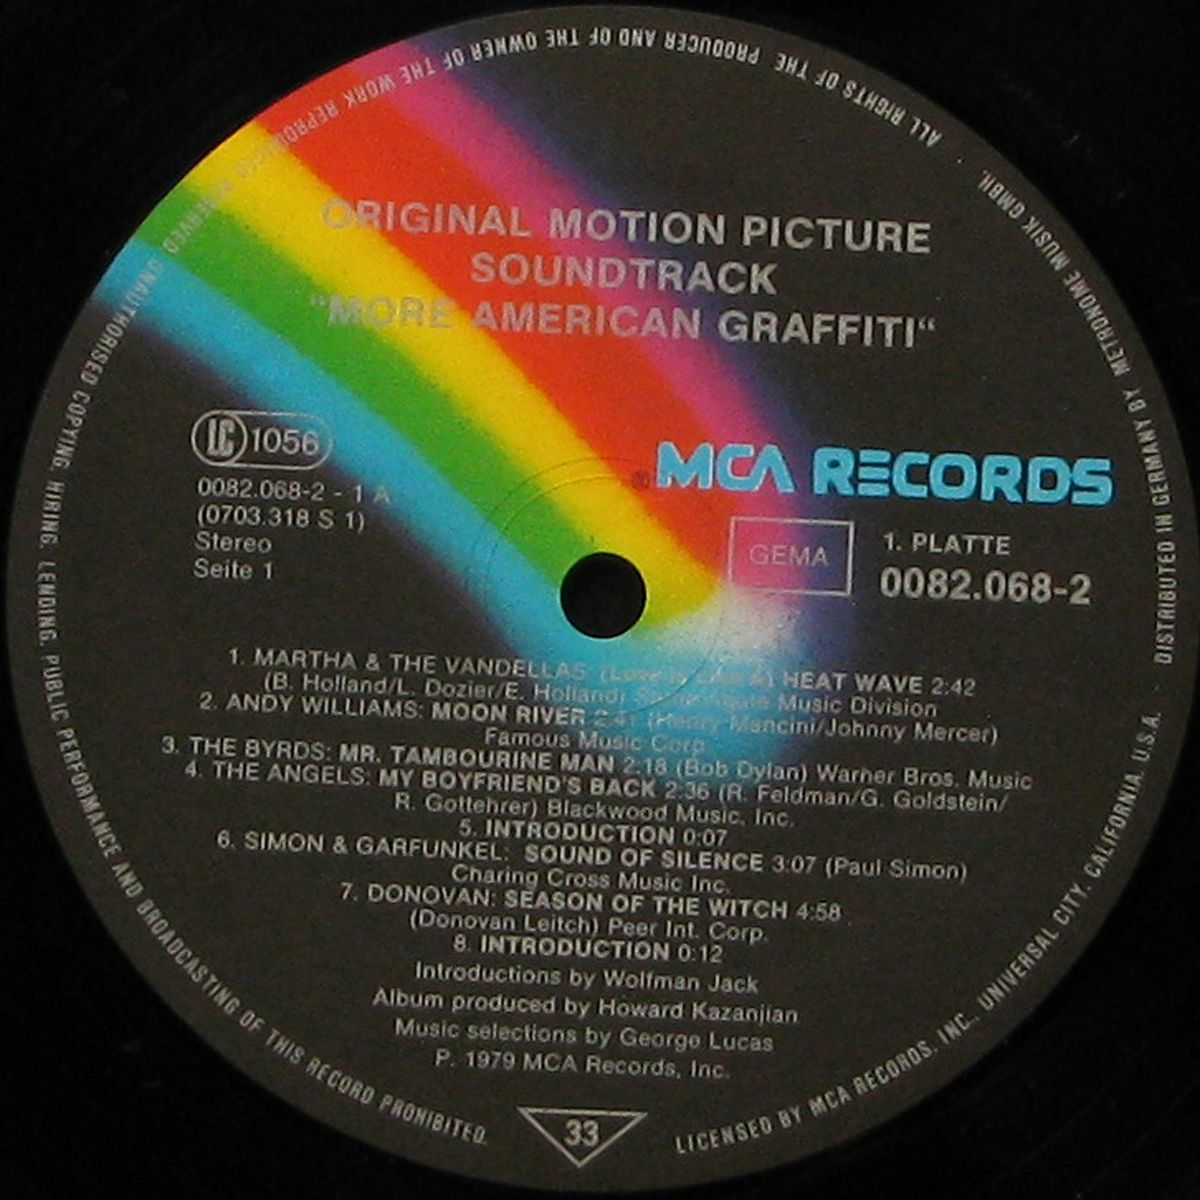 ORIGINAL MOTION PICTURE
SOUNDTRACK
"MORE AMERICAN GRAFFITI"
LC 1056
0082.068-2 - 1 A
(0703.318 S 1)
Stereo
Seite 1
MCA RECORDS
GEMA
1. PLATTE
0082.068-2
1. MARTHA & THE VANDELLAS: (Love Is Like A) HEAT WAVE 2:42
(B. Holland/L. Dozier/E. Holland) Music Division
2. ANDY WILLIAMS: MOON RIVER 2:41 (Henry Mancini/Johnny Mercer)
Famous Music Corp
3. THE BYRDS: MR. TAMBOURINE MAN 2:18 (Bob Dylan) Warner Bros. Music
4. THE ANGELS: MY BOYFRIEND'S BACK 2:36 (R. Feldman/G. Goldstein/
R. Gottehrer) Blackwood Music, Inc.
5. INTRODUCTION 0:07
6. SIMON & GARFUNKEL: SOUND OF SILENCE 3:07 (Paul Simon)
Charing Cross Music Inc.
7. DONOVAN: SEASON OF THE WITCH 4:58
(Donovan Leitch) Peer Int. Corp.
8. INTRODUCTION 0:12
Introductions by Wolfman Jack
Album produced by Howard Kazanjian
Music selections by George Lucas
P. 1979 MCA Records, Inc.
33
ALL RIGHTS OF THE PRODUCER AND OF THE OWNER OF THE WORK REPRODUCED RESERVED UNAUTHORISED COPYING, HIRING, LENDING, PUBLIC PERFORMANCE AND BROADCASTING OF THIS RECORD PROHIBITED.
LICENSED BY MCA RECORDS, INC., UNIVERSAL CITY, CALIFORNIA, U.S.A.
DISTRIBUTED IN GERMANY BY METRONOME MUSIK GMBH.